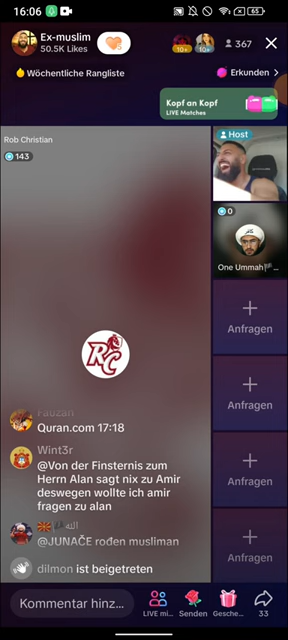 16:06
65
Ex-muslim
50.5K Likes
10+
10+
367
Wöchentliche Rangliste
Erkunden
Kopf an Kopf
LIVE Matches
Rob Christian
143
Host
0
One Ummah
RC
Anfragen
Anfragen
Anfragen
Anfragen
Fauzan
Quran.com 17:18
Wint3r
@Von der Finsternis zum
Herrn Alan sagt nix zu Amir
deswegen wollte ich amir
fragen zu alan
الله
@JUNAČE rođen musliman
dilmon ist beigetreten
Kommentar hinz...
LIVE mi...
Senden
Gesche...
33